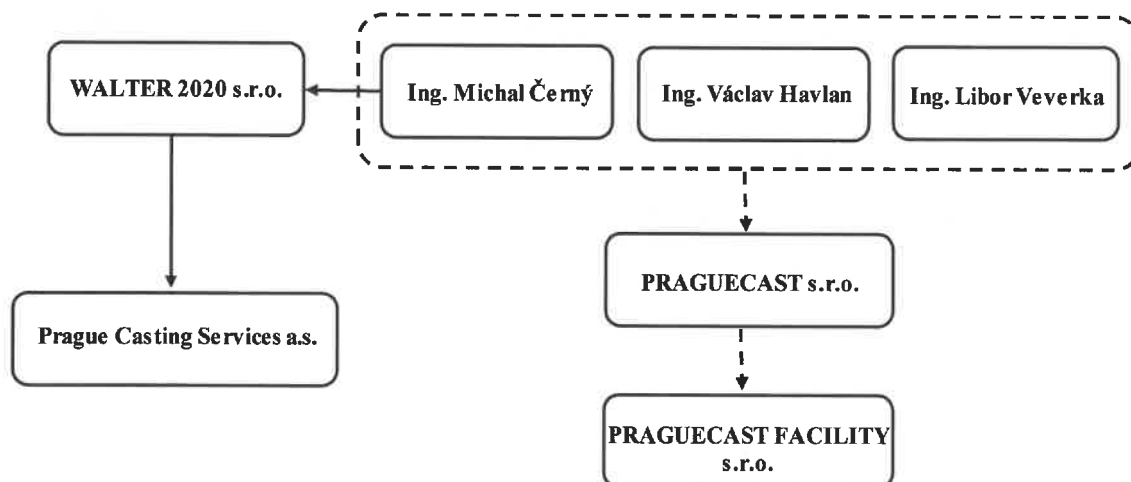 WALTER 2020 s.r.o.
Ing. Michal Černý
Ing. Václav Havlan
Ing. Libor Veverka
PRAGUECAST s.r.o.
Prague Casting Services a.s.
PRAGUECAST FACILITY
s.r.o.